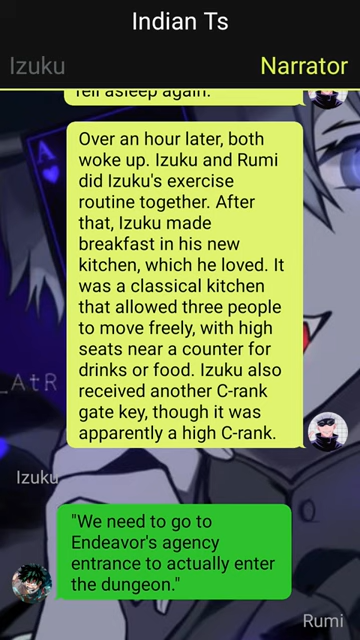 Indian Ts
Izuku
Narrator
fell asleep again.
Over an hour later, both
woke up. Izuku and Rumi
did Izuku's exercise
routine together. After
that, Izuku made
breakfast in his new
kitchen, which he loved. It
was a classical kitchen
that allowed three people
to move freely, with high
seats near a counter for
drinks or food. Izuku also
received another C-rank
gate key, though it was
apparently a high C-rank.
A
_AtR
Izuku
"We need to go to
Endeavor's agency
entrance to actually enter
the dungeon."
Rumi